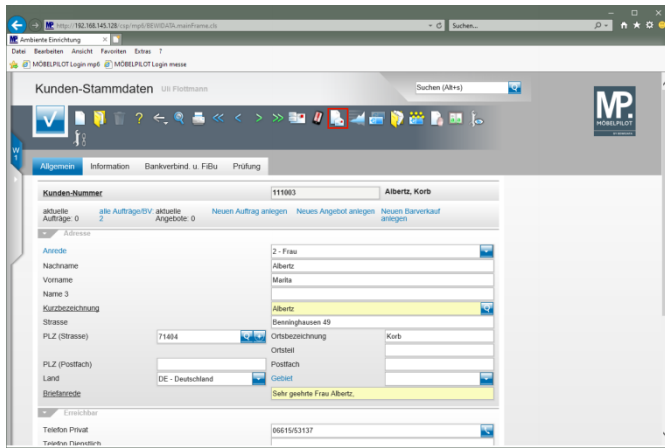 http://192.168.145.128/csp/mp6/BEWIDATA.mainFrame.cls
Suchen...
MP. Ambiente Einrichtung
Datei Bearbeiten Ansicht Favoriten Extras ?
MÖBELPILOT Login mp6 MÖBELPILOT Login messe
Kunden-Stammdaten Uli Flottmann
Suchen (Alt+s)
MP.
MÖBELPILOT
W
1
Allgemein Information Bankverbind. u. FiBu Prüfung
Kunden-Nummer 111003 Albertz, Korb
aktuelle Aufträge: 0 alle Aufträge/BV: 2 aktuelle Angebote: 0 Neuen Auftrag anlegen Neues Angebot anlegen Neuen Barverkauf anlegen
Adresse
Anrede 2 - Frau
Nachname Albertz
Vorname Marita
Name 3
Kurzbezeichnung Albertz
Strasse Benninghausen 49
PLZ (Strasse) 71404 Ortsbezeichnung Korb
Ortsteil
PLZ (Postfach) Postfach
Land DE - Deutschland Gebiet
Briefanrede Sehr geehrte Frau Albertz,
Erreichbar
Telefon Privat 06615/53137
Telefon Dienstlich